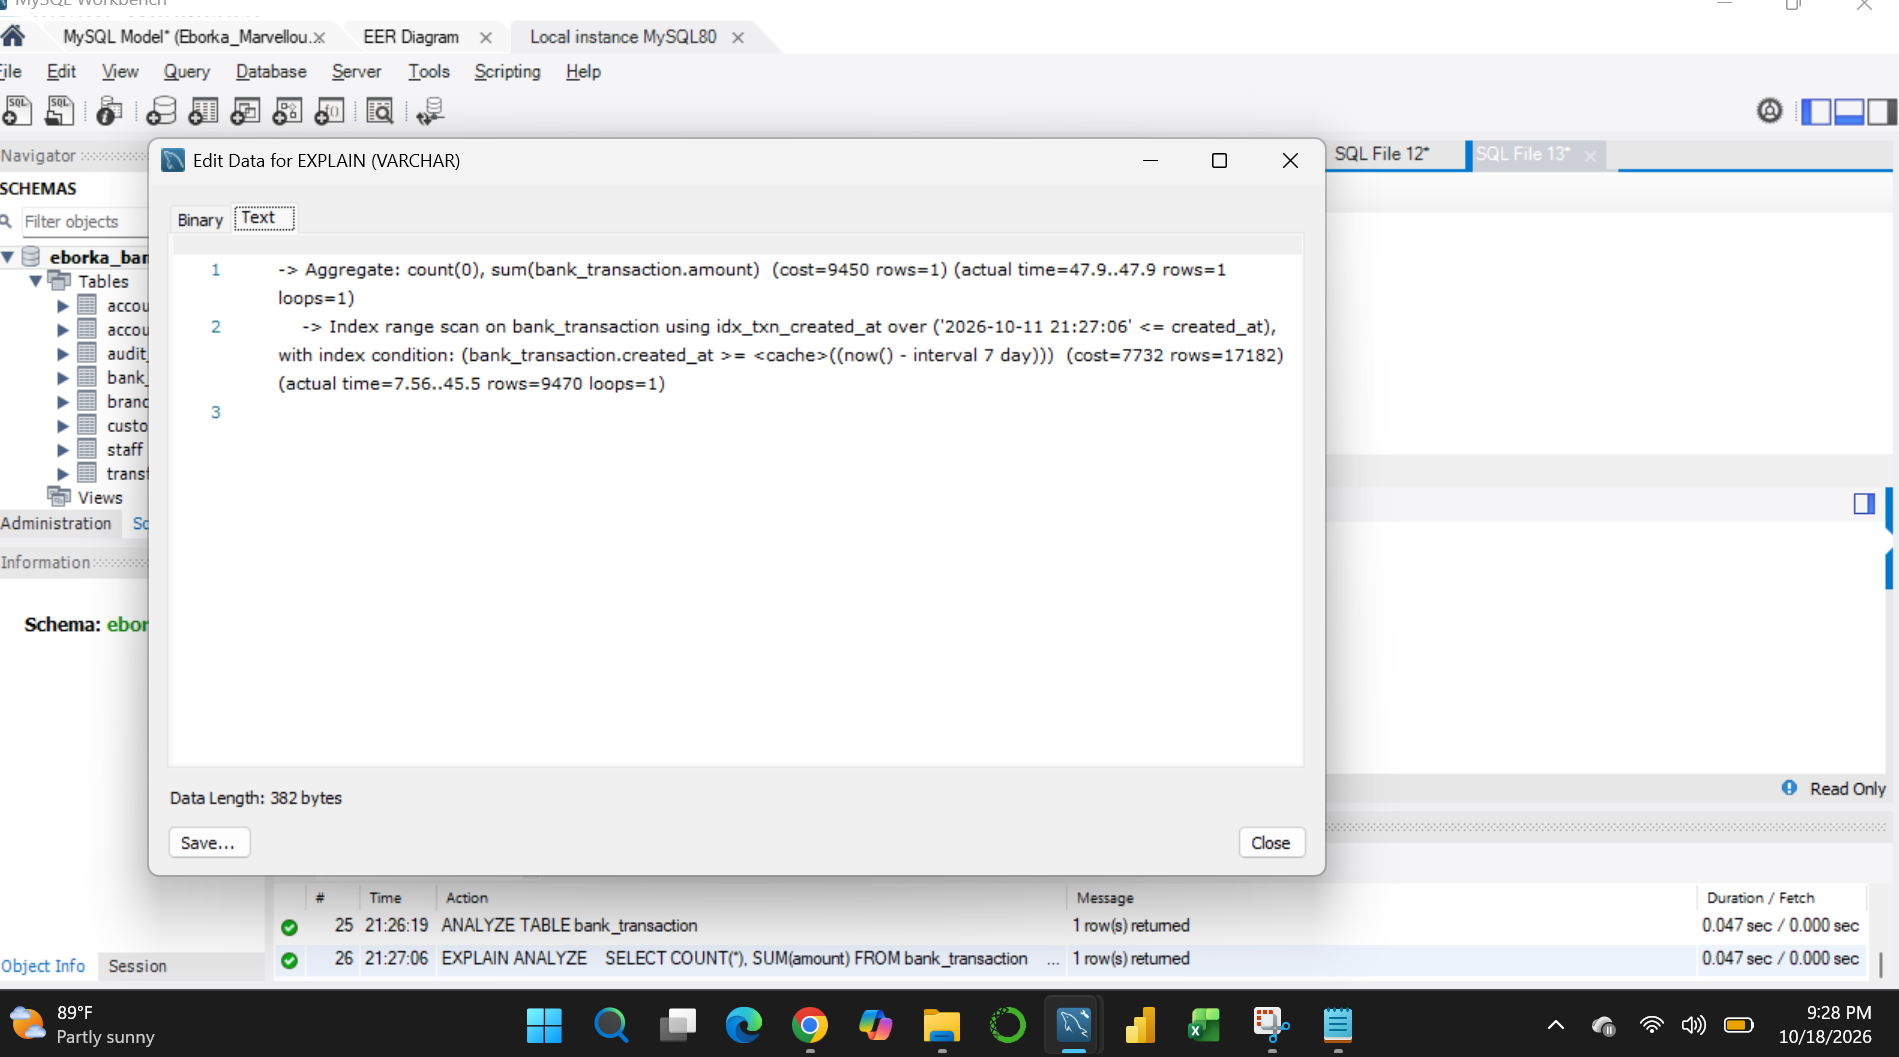 MySQL Workbench
MySQL Model* (Eborka_Marvellou...
EER Diagram
Local instance MySQL80
File Edit View Query Database Server Tools Scripting Help
Navigator
SQL File 12*
SQL File 13*
SCHEMAS
Filter objects
eborka_ban
Tables
accou
accou
audit_
bank_
branc
custo
staff
transf
Views
Administration
Sc
Information
Schema: ebor
Object Info
Session
Edit Data for EXPLAIN (VARCHAR)
Binary
Text
1 -> Aggregate: count(0), sum(bank_transaction.amount) (cost=9450 rows=1) (actual time=47.9..47.9 rows=1
loops=1)
2 -> Index range scan on bank_transaction using idx_txn_created_at over ('2026-10-11 21:27:06' <= created_at),
with index condition: (bank_transaction.created_at >= <cache>((now() - interval 7 day))) (cost=7732 rows=17182)
(actual time=7.56..45.5 rows=9470 loops=1)
3
Data Length: 382 bytes
Save...
Close
Read Only
# Time Action Message Duration / Fetch
25 21:26:19 ANALYZE TABLE bank_transaction 1 row(s) returned 0.047 sec / 0.000 sec
26 21:27:06 EXPLAIN ANALYZE SELECT COUNT(*), SUM(amount) FROM bank_transaction ... 1 row(s) returned 0.047 sec / 0.000 sec
89°F
Partly sunny
9:28 PM
10/18/2026